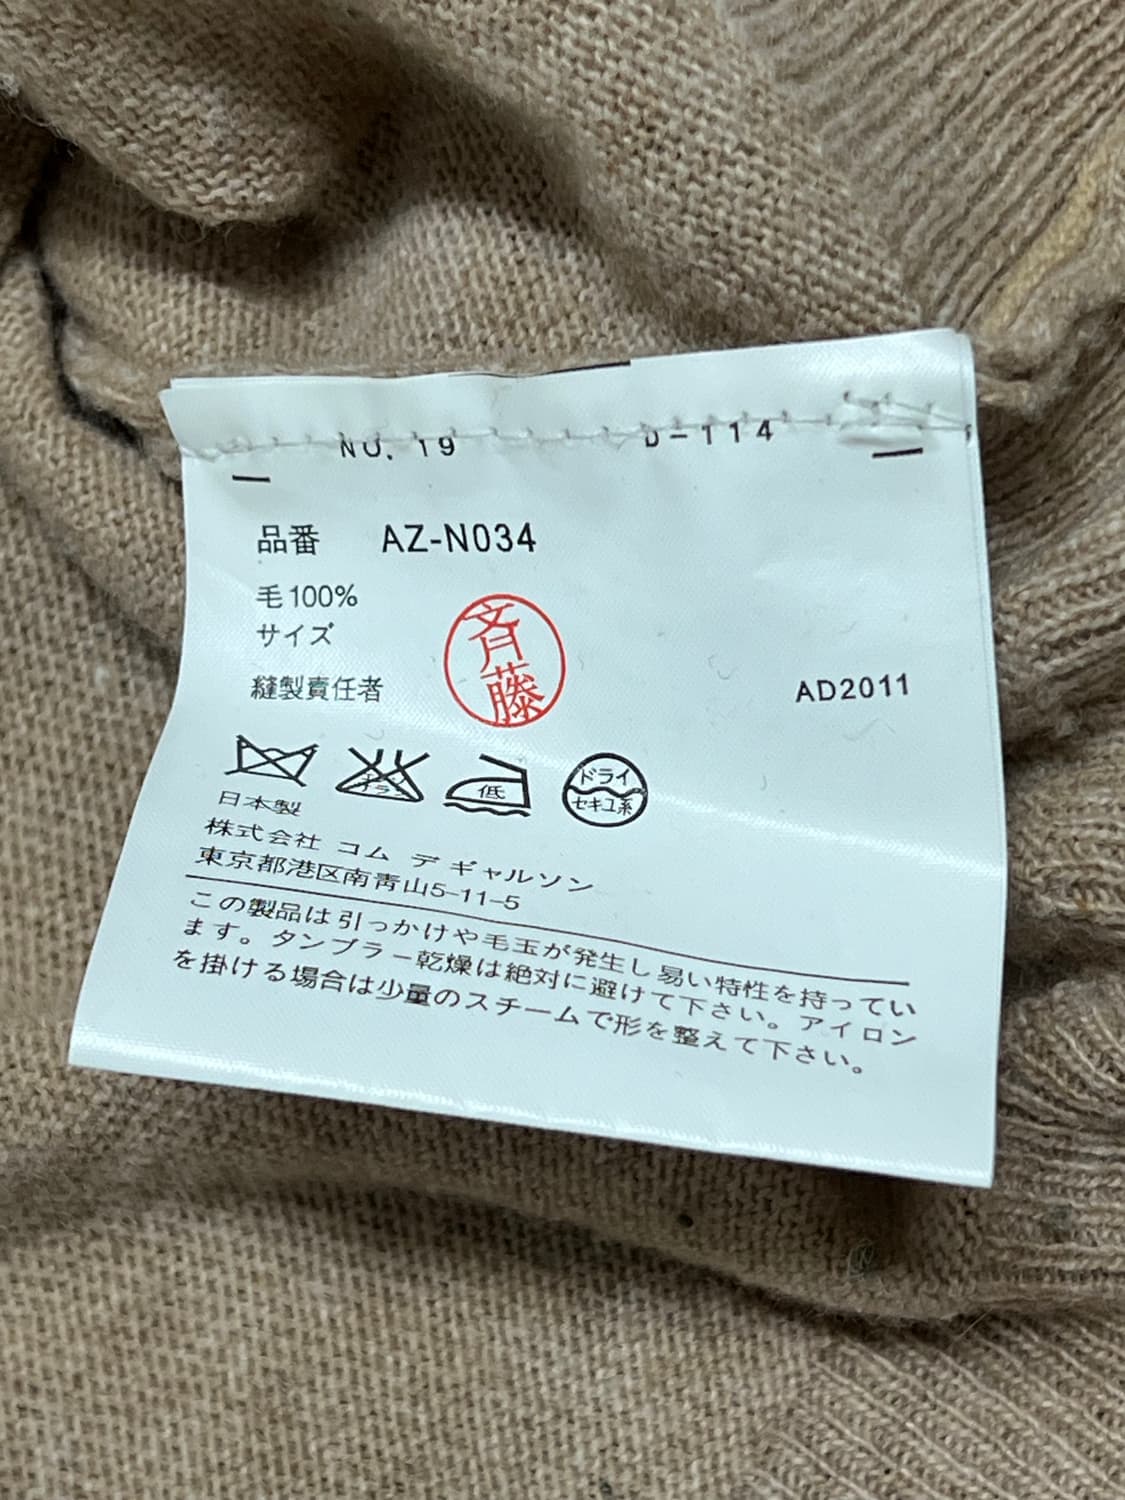 NO. 19 D-114
品番 AZ-N034
毛100%
サイズ
縫製責任者
斉藤
AD2011
エンソ
サラシ
低
ドライ
セキユ系
日本製
株式会社 コム デ ギャルソン
東京都港区南青山5-11-5
この製品は引っかけや毛玉が発生し易い特性を持ってい
ます。タンブラー乾燥は絶対に避けて下さい。アイロン
を掛ける場合は少量のスチームで形を整えて下さい。